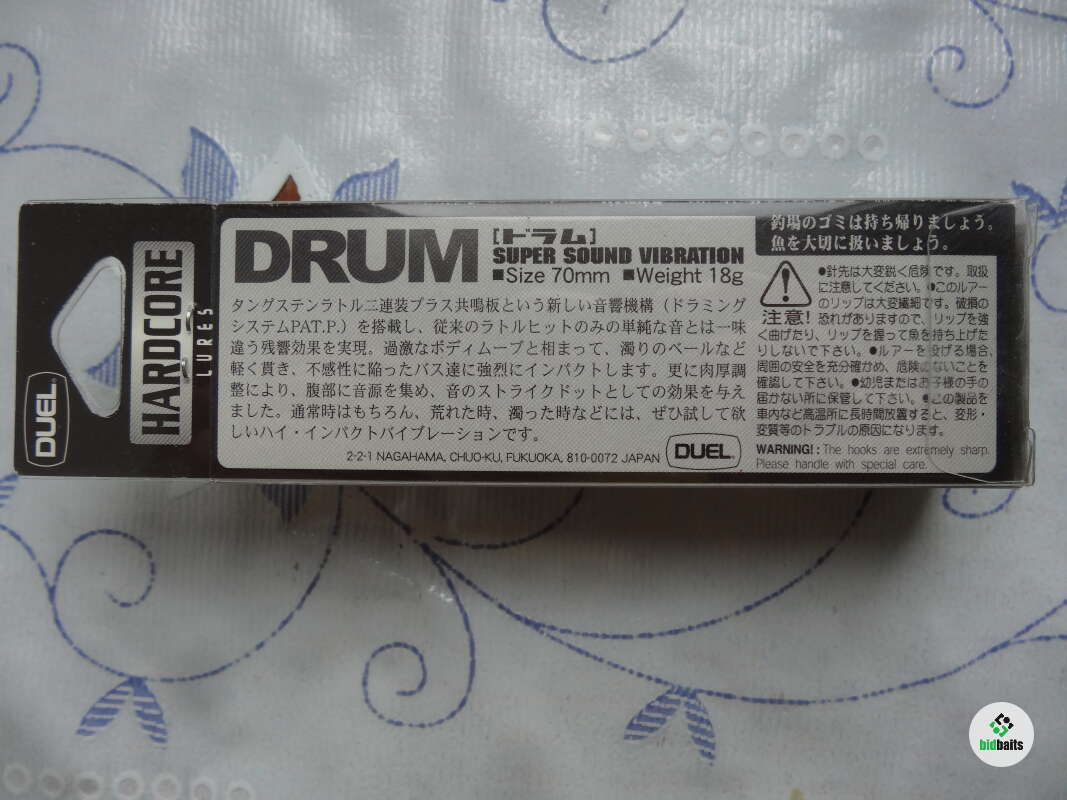 DUEL®
HARDCORE
LURES
DRUM
[ドラム]
SUPER SOUND VIBRATION
■Size 70mm ■Weight 18g
タングステンラトル二連装プラス共鳴板という新しい音響機構（ドラミング
システムPAT.P.）を搭載し、従来のラトルヒットのみの単純な音とは一味
違う残響効果を実現。過激なボディムーブと相まって、濁りのベールなど
軽く貫き、不感性に陥ったバス達に強烈にインパクトします。更に肉厚調
整により、腹部に音源を集め、音のストライクドットとしての効果を与え
ました。通常時はもちろん、荒れた時、濁った時などには、ぜひ試して欲
しいハイ・インパクトバイブレーションです。
2-2-1 NAGAHAMA, CHUO-KU, FUKUOKA, 810-0072 JAPAN
DUEL®
釣場のゴミは持ち帰りましょう。
魚を大切に扱いましょう。
注意!
●針先は大変鋭く危険です。取扱
に注意してください。●このルアー
のリップは大変繊細です。破損の
恐れがありますので、リップを強
く曲げたり、リップを握って魚を持ち上げた
りしないで下さい。●ルアーを投げる場合、
周囲の安全を充分確かめ、危険のないことを
確認して下さい。●幼児またはお子様の手の
届かない所に保管して下さい。●この製品を
車内など高温所に長時間放置すると、変形・
変質等のトラブルの原因になります。
WARNING!: The hooks are extremely sharp.
Please handle with special care.
bidbaits